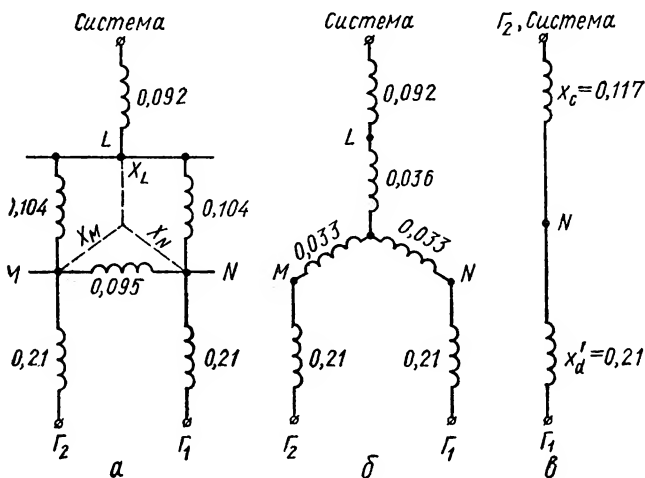 Система
0,092
L
X_L
0,104
0,104
X_M
X_N
N
0,095
0,21
0,21
Г₂
Г₁
а
Система
0,092
L
0,036
0,033
0,033
M
N
0,21
0,21
Г₂
Г₁
б
Г₂, Система
x_c=0,117
N
x'_d=0,21
Г₁
в